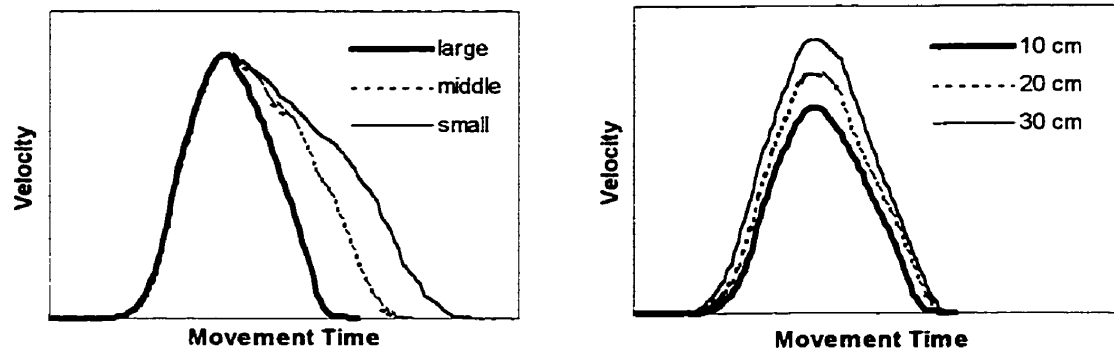 large
middle
small
Velocity
Movement Time
10 cm
20 cm
30 cm
Velocity
Movement Time